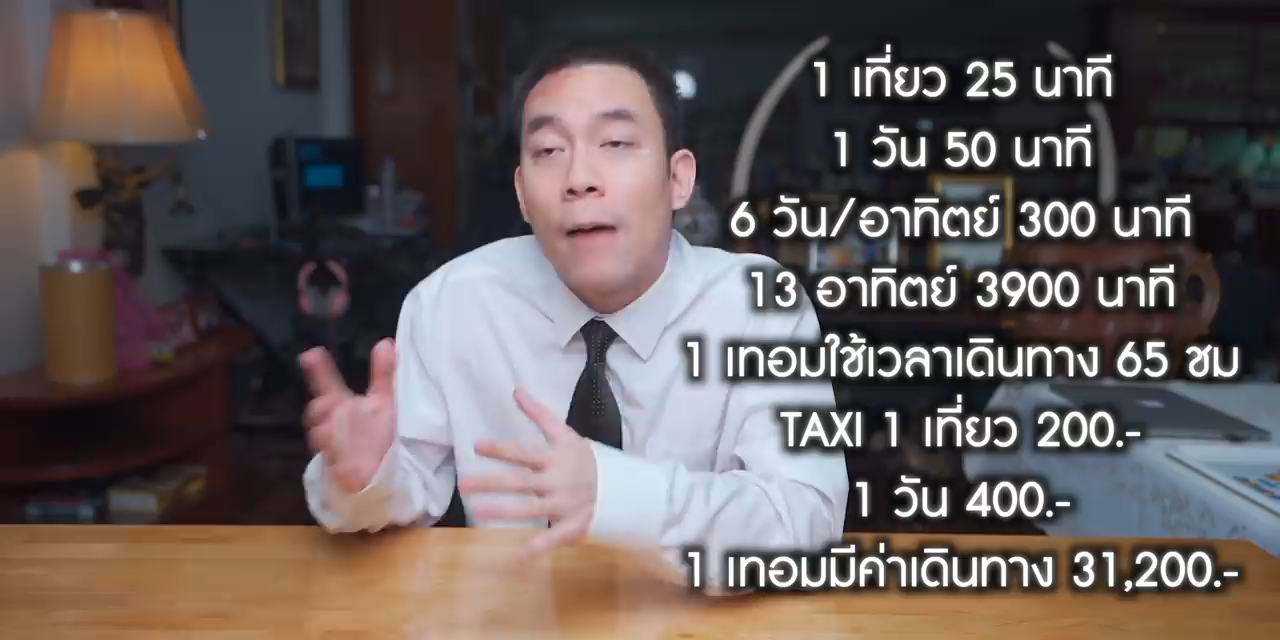 1 เที่ยว 25 นาที
1 วัน 50 นาที
6 วัน/อาทิตย์ 300 นาที
13 อาทิตย์ 3900 นาที
1 เทอมใช้เวลาเดินทาง 65 ชม
TAXI 1 เที่ยว 200.-
1 วัน 400.-
1 เทอมมีค่าเดินทาง 31,200.-